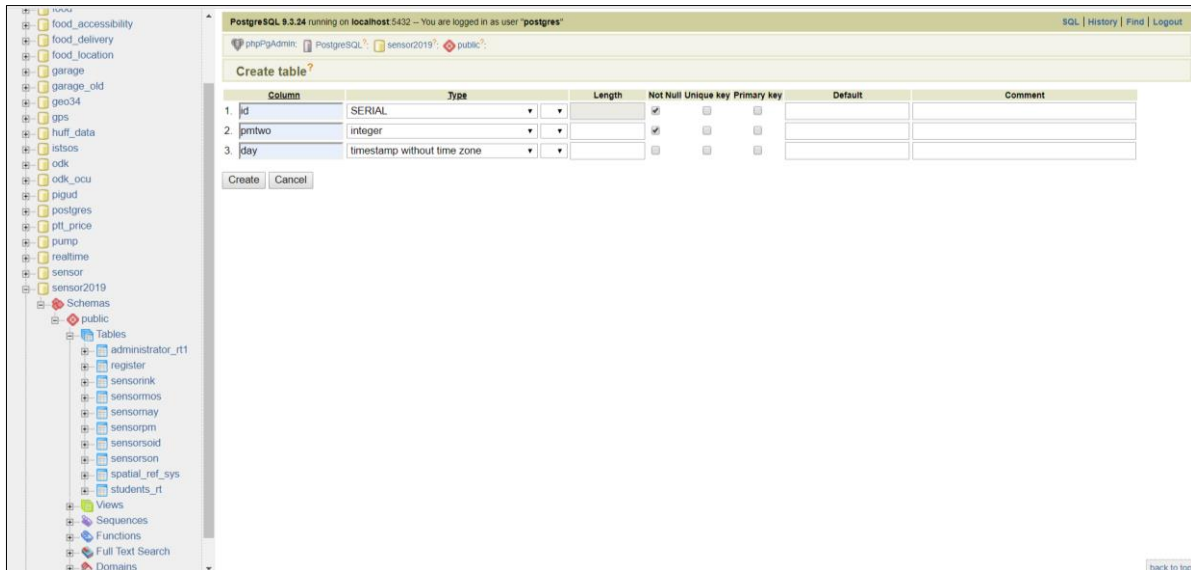 food
food_accessibility
food_delivery
food_location
garage
garage_old
geo34
gps
huff_data
istsos
odk
odk_ocu
pigud
postgres
ptt_price
pump
realtime
sensor
sensor2019
Schemas
public
Tables
administrator_rt1
register
sensorink
sensormos
sensornay
sensorpm
sensorsoid
sensorson
spatial_ref_sys
students_rt
Views
Sequences
Functions
Full Text Search
Domains
PostgreSQL 9.3.24 running on localhost:5432 -- You are logged in as user "postgres"
SQL | History | Find | Logout
phpPgAdmin: PostgreSQL?: sensor2019?: public?:
Create table?
Column Type Length Not Null Unique key Primary key Default Comment
1. id SERIAL
2. pmtwo integer
3. day timestamp without time zone
Create Cancel
back to top